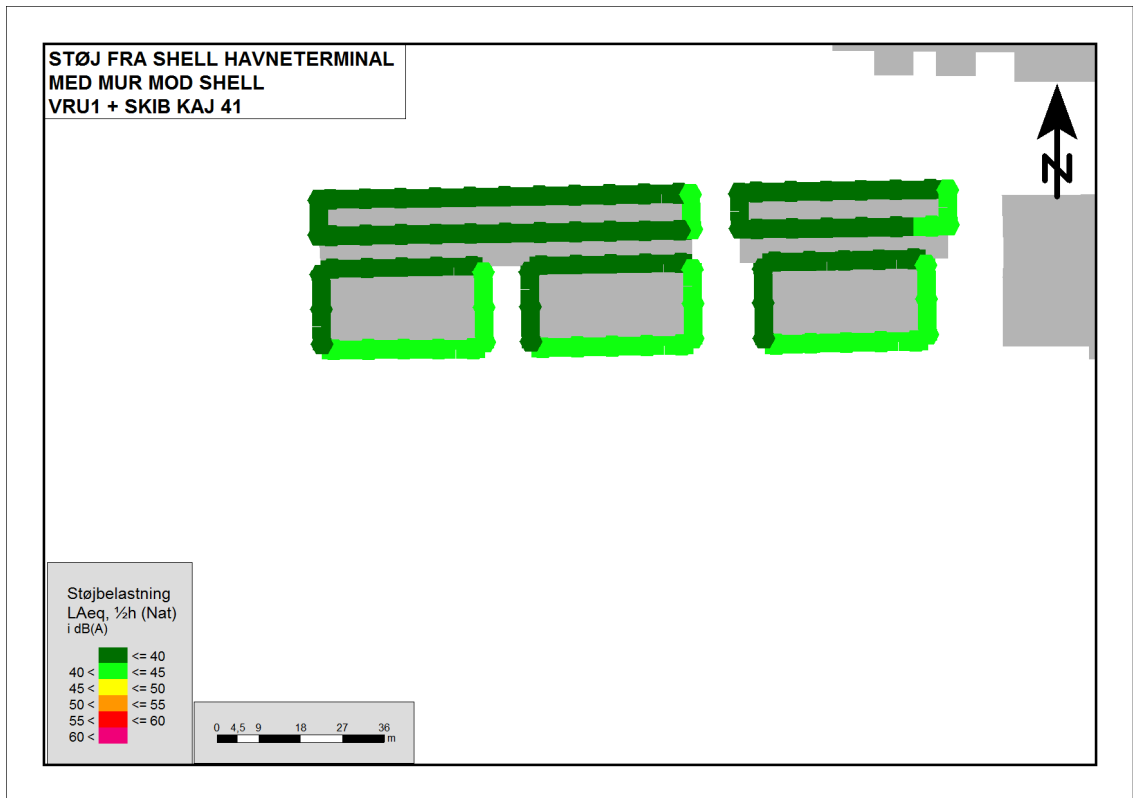 STØJ FRA SHELL HAVNETERMINAL
MED MUR MOD SHELL
VRU1 + SKIB KAJ 41
N
Støjbelastning
LAeq, ½h (Nat)
i dB(A)
<= 40
40 < <= 45
45 < <= 50
50 < <= 55
55 < <= 60
60 <
0 4,5 9 18 27 36
m